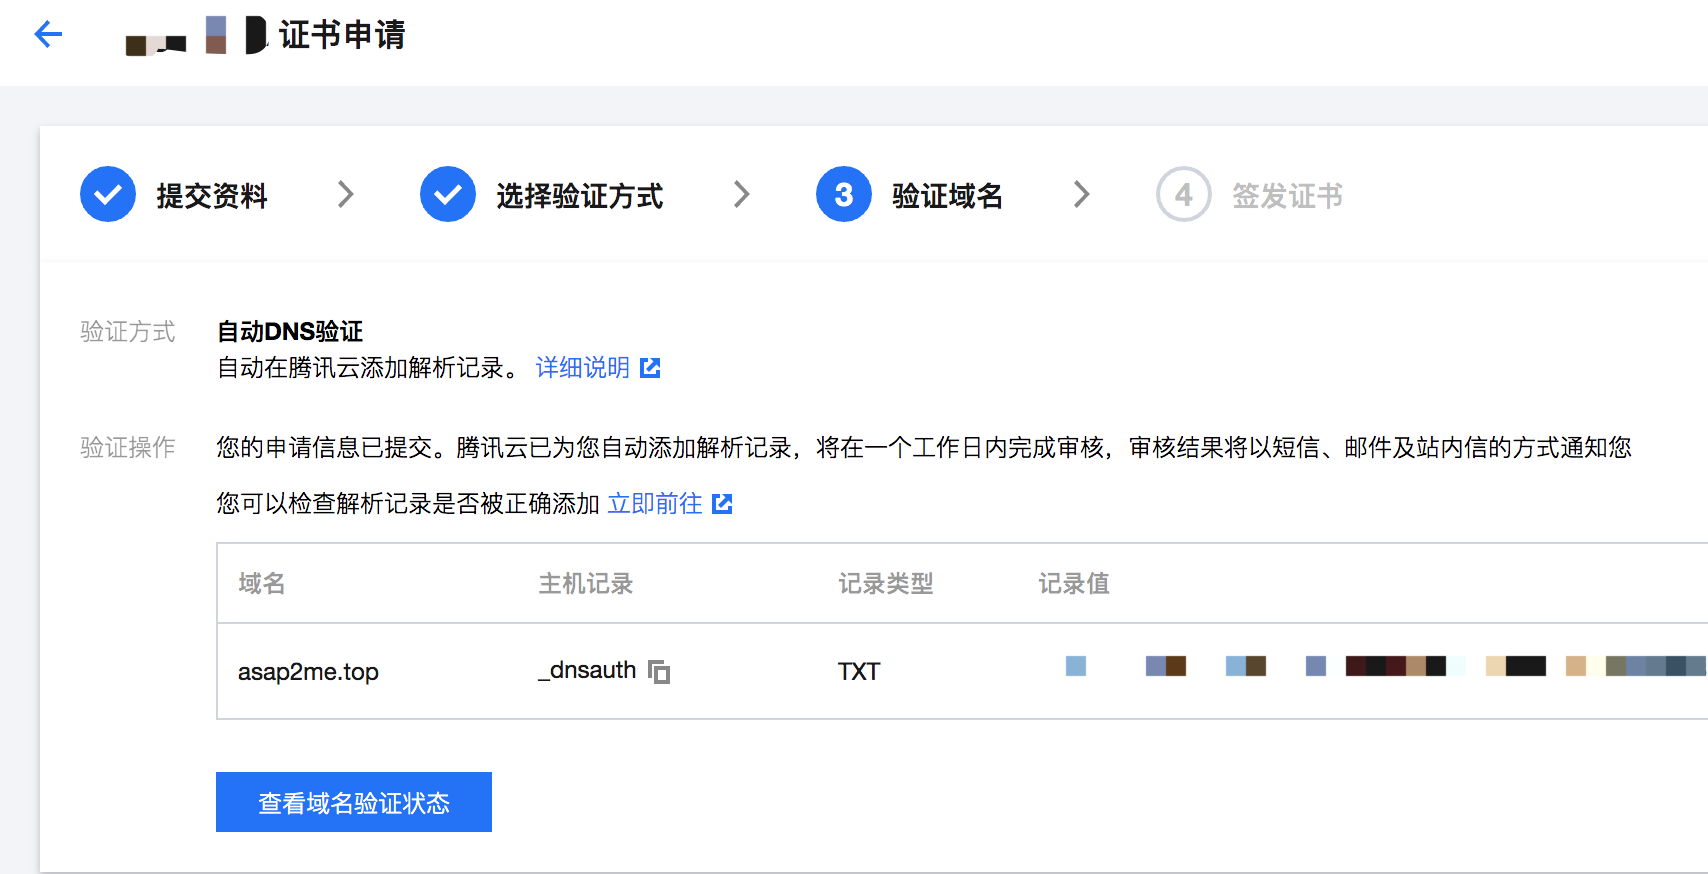 证书申请
提交资料
选择验证方式
3 验证域名
4 签发证书
验证方式
自动DNS验证
自动在腾讯云添加解析记录。 详细说明
验证操作
您的申请信息已提交。腾讯云已为您自动添加解析记录，将在一个工作日内完成审核，审核结果将以短信、邮件及站内信的方式通知您
您可以检查解析记录是否被正确添加 立即前往
域名 主机记录 记录类型 记录值
asap2me.top _dnsauth TXT
查看域名验证状态